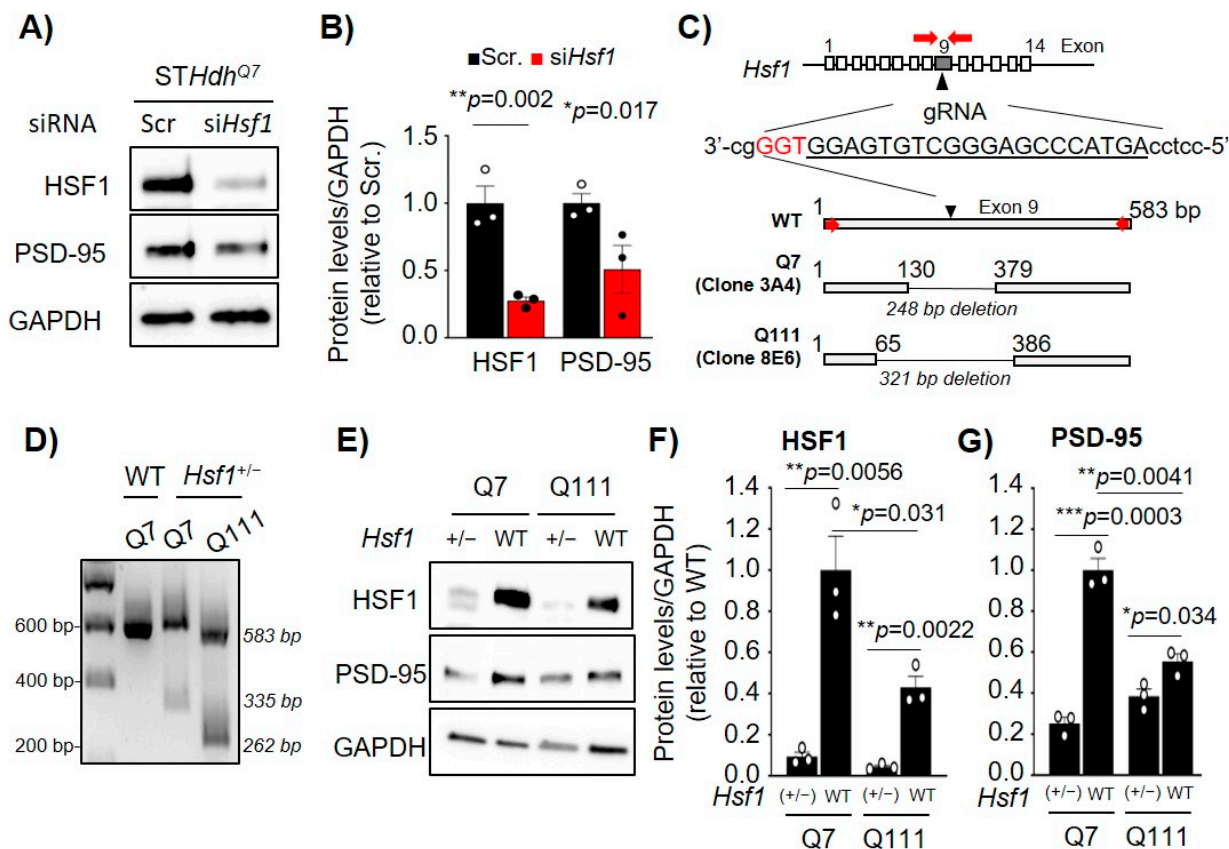 A)
STHdhQ7
siRNA Scr siHsf1
HSF1
PSD-95
GAPDH
B)
Scr. siHsf1
**p=0.002 *p=0.017
Protein levels/GAPDH
(relative to Scr.)
1.5
1.0
0.5
0.0
HSF1 PSD-95
C)
1 9 14 Exon
Hsf1
gRNA
3’-cgGGTGGAGTGTCGGGAGCCCATGAcctcc-5’
1 Exon 9 583 bp
WT
Q7
(Clone 3A4)
1 130 379
248 bp deletion
Q111
(Clone 8E6)
1 65 386
321 bp deletion
D)
WT Hsf1+/−
Q7 Q7 Q111
600 bp- 583 bp
400 bp- 335 bp
200 bp- 262 bp
E)
Q7 Q111
Hsf1 +/− WT +/− WT
HSF1
PSD-95
GAPDH
F) HSF1
**p=0.0056
*p=0.031
**p=0.0022
Protein levels/GAPDH
(relative to WT)
1.4
1.2
1.0
0.8
0.6
0.4
0.2
0.0
Hsf1 (+/−) WT (+/−) WT
Q7 Q111
G) PSD-95
**p=0.0041
***p=0.0003
*p=0.034
1.4
1.2
1.0
0.8
0.6
0.4
0.2
0.0
Hsf1 (+/−) WT (+/−) WT
Q7 Q111